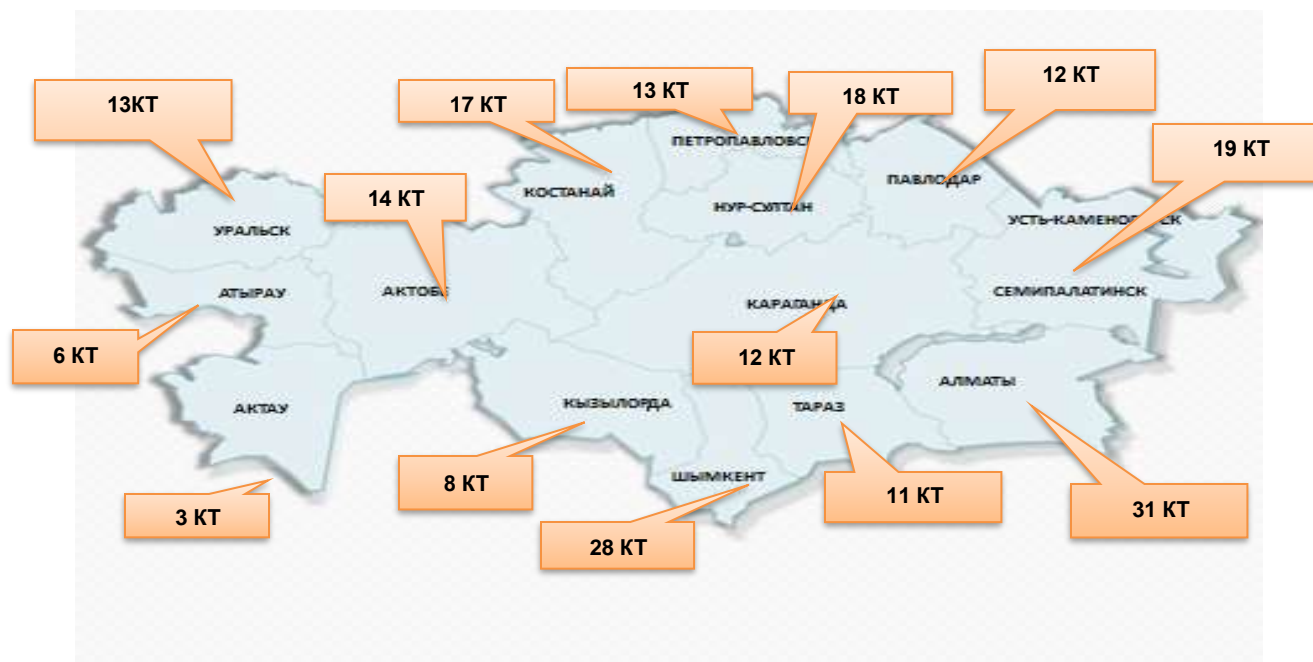 13КТ
17 КТ
13 КТ
18 КТ
12 КТ
19 КТ
14 КТ
6 КТ
3 КТ
8 КТ
28 КТ
12 КТ
11 КТ
31 КТ
ПЕТРОПАВЛОВСК
КОСТАНАЙ
НУР-СУЛТАН
ПАВЛОДАР
УРАЛЬСК
АТЫРАУ
АКТОБЕ
КАРАГАНДА
УСТЬ-КАМЕНОГОРСК
СЕМИПАЛАТИНСК
АКТАУ
КЫЗЫЛОРДА
ТАРАЗ
АЛМАТЫ
ШЫМКЕНТ